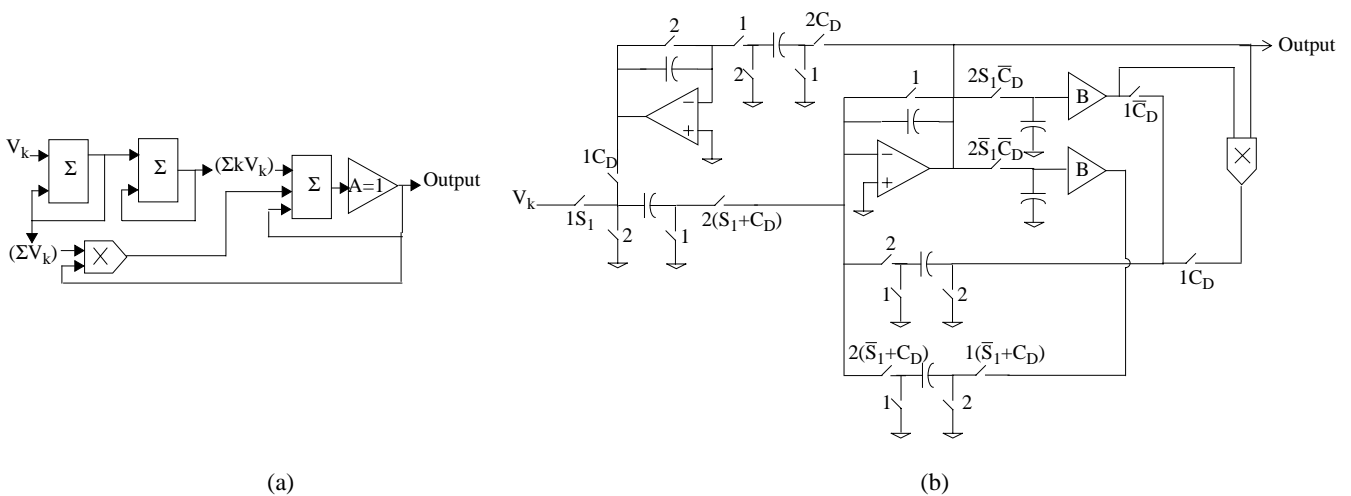 V_k
Σ
Σ
(ΣkV_k)
Σ
A=1
Output
(ΣV_k)
×
(a)
2
1
2C_D
Output
2
1
−
+
1C_D
V_k
1S_1
2
1
2(S_1+C_D)
1
2S_1C̅_D
B
1C̅_D
×
−
+
2S̅_1C̅_D
B
2
1
2
1C_D
2(S̅_1+C_D)
1(S̅_1+C_D)
1
2
(b)